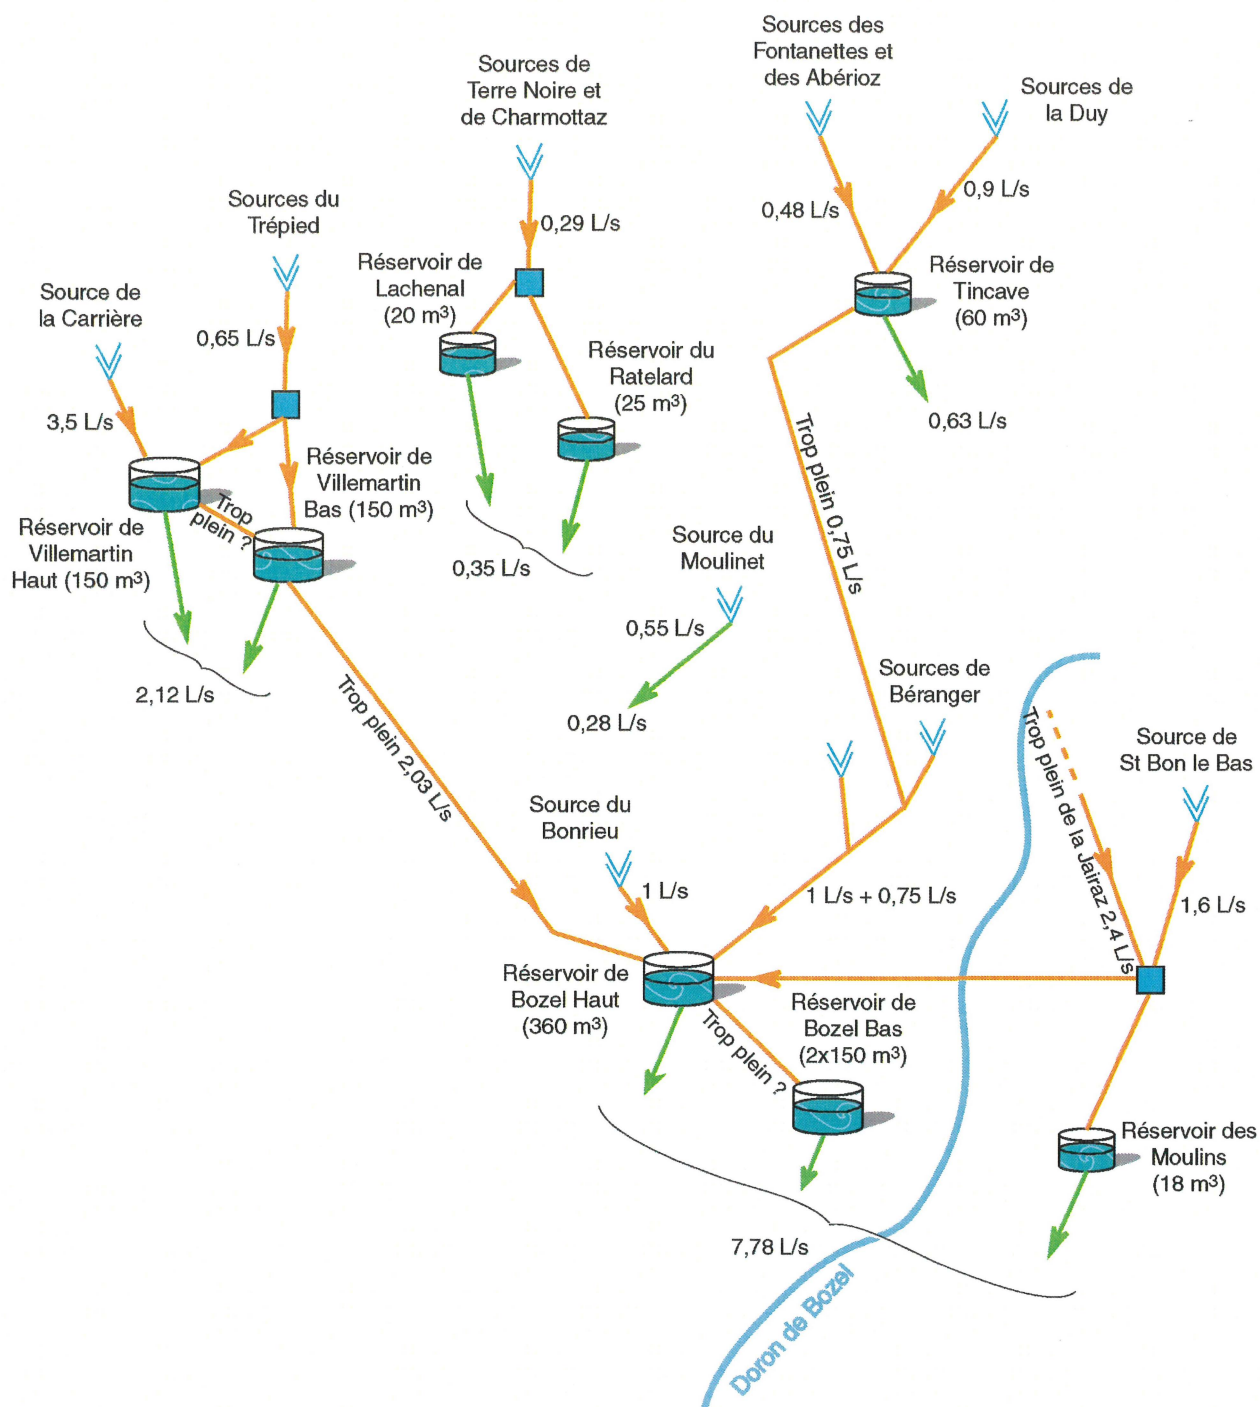 Sources des
Fontanettes et
des Abérioz
Sources de
la Duy
0,48 L/s
0,9 L/s
Réservoir de
Tincave
(60 m³)
0,63 L/s
Trop plein 0,75 L/s
Sources de
Terre Noire et
de Charmottaz
0,29 L/s
Réservoir de
Lachenal
(20 m³)
Réservoir du
Ratelard
(25 m³)
0,35 L/s
Sources du
Trépied
0,65 L/s
Source de
la Carrière
3,5 L/s
Réservoir de
Villemartin
Bas (150 m³)
Trop
plein ?
Réservoir de
Villemartin
Haut (150 m³)
2,12 L/s
Trop plein 2,03 L/s
Source du
Moulinet
0,55 L/s
0,28 L/s
Sources de
Béranger
Source du
Bonrieu
1 L/s
1 L/s + 0,75 L/s
Trop plein de la Jairaz 2,4 L/s
Source de
St Bon le Bas
1,6 L/s
Réservoir de
Bozel Haut
(360 m³)
Trop plein ?
Réservoir de
Bozel Bas
(2x150 m³)
Réservoir des
Moulins
(18 m³)
7,78 L/s
Doron de Bozel